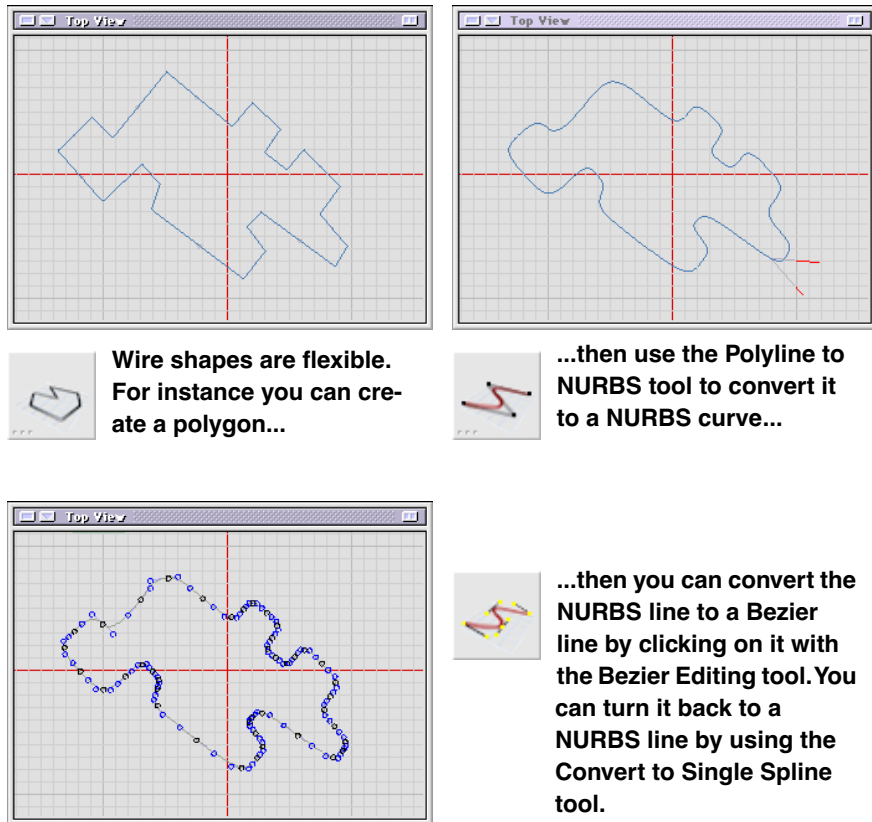 Top View
Top View
Wire shapes are flexible.
For instance you can cre-
ate a polygon...
...then use the Polyline to
NURBS tool to convert it
to a NURBS curve...
Top View
...then you can convert the
NURBS line to a Bezier
line by clicking on it with
the Bezier Editing tool. You
can turn it back to a
NURBS line by using the
Convert to Single Spline
tool.